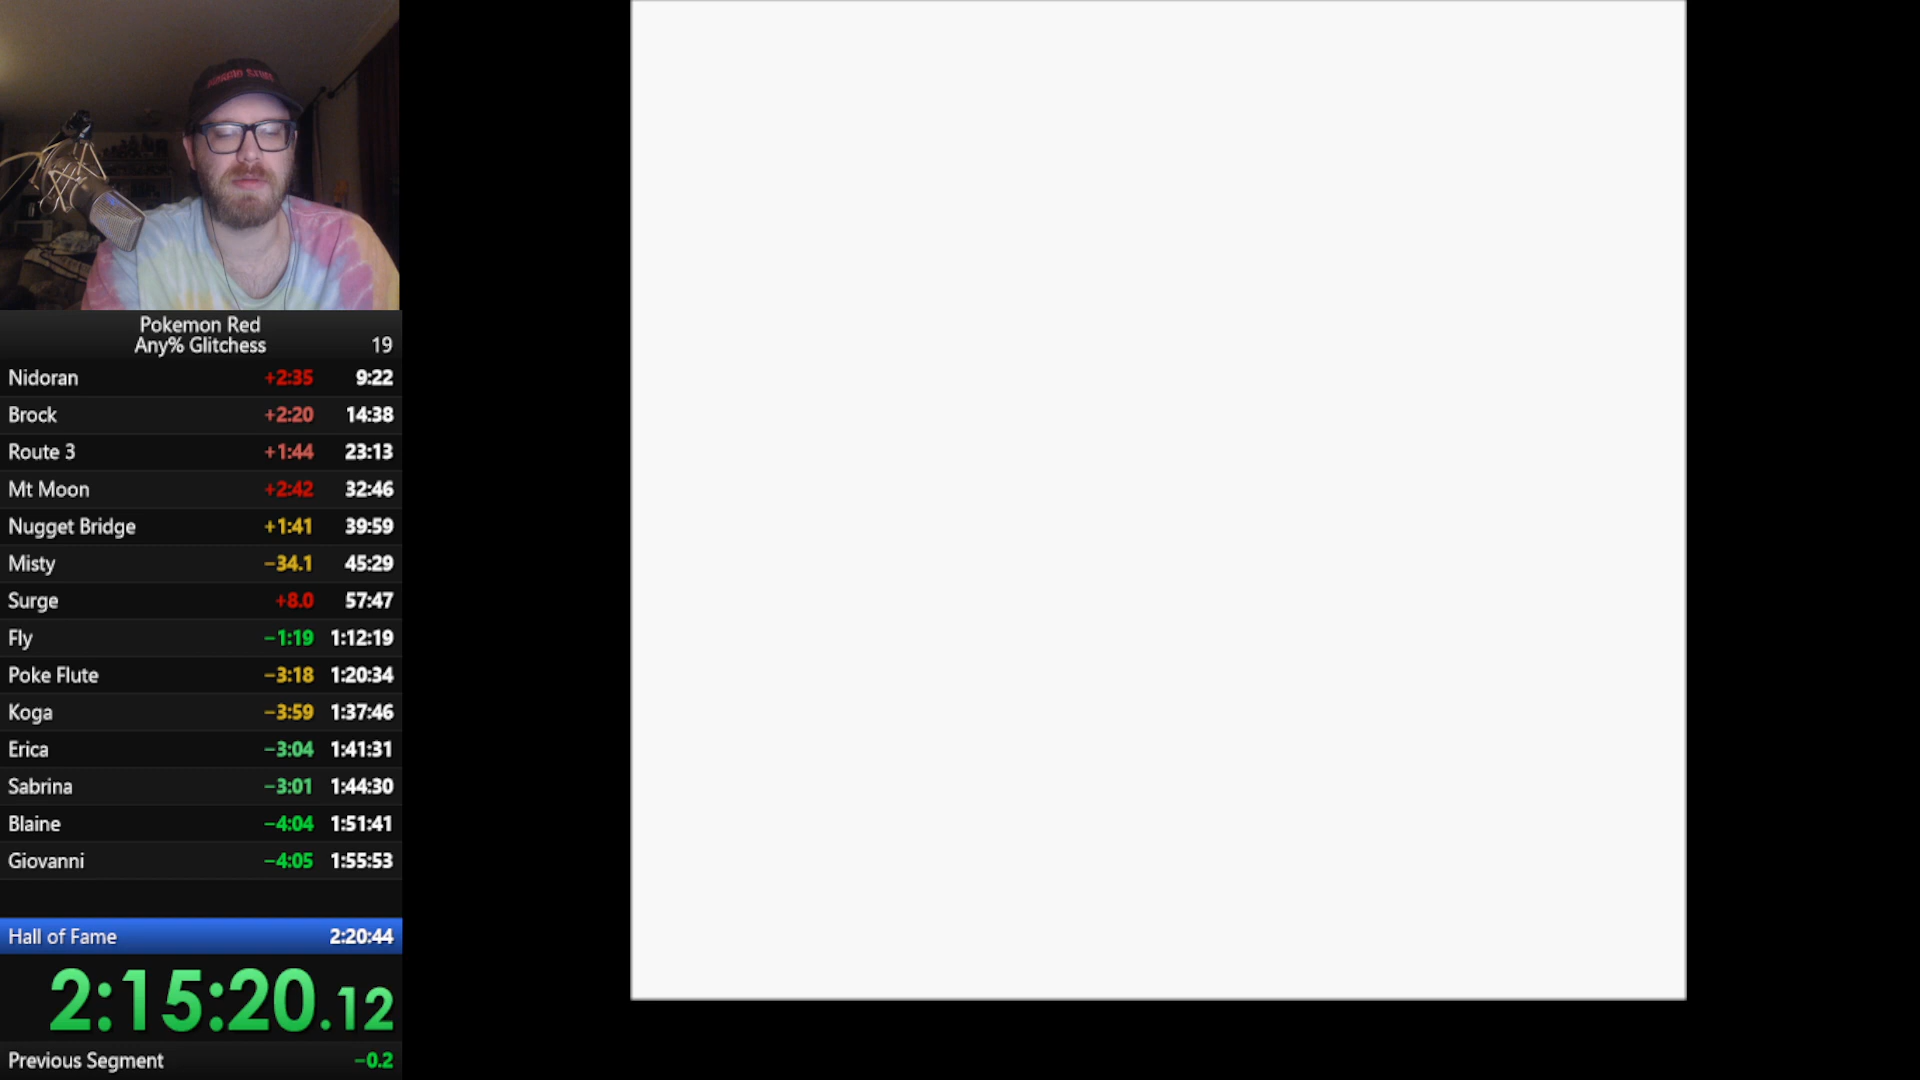 Pokemon Red
Any% Glitchess 19
Nidoran +2:35 9:22
Brock +2:20 14:38
Route 3 +1:44 23:13
Mt Moon +2:42 32:46
Nugget Bridge +1:41 39:59
Misty −34.1 45:29
Surge +8.0 57:47
Fly −1:19 1:12:19
Poke Flute −3:18 1:20:34
Koga −3:59 1:37:46
Erica −3:04 1:41:31
Sabrina −3:01 1:44:30
Blaine −4:04 1:51:41
Giovanni −4:05 1:55:53
Hall of Fame 2:20:44
2:15:20.12
Previous Segment −0.2